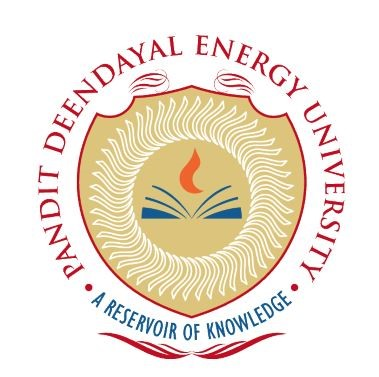 PANDIT DEENDAYAL ENERGY UNIVERSITY
• A RESERVOIR OF KNOWLEDGE •